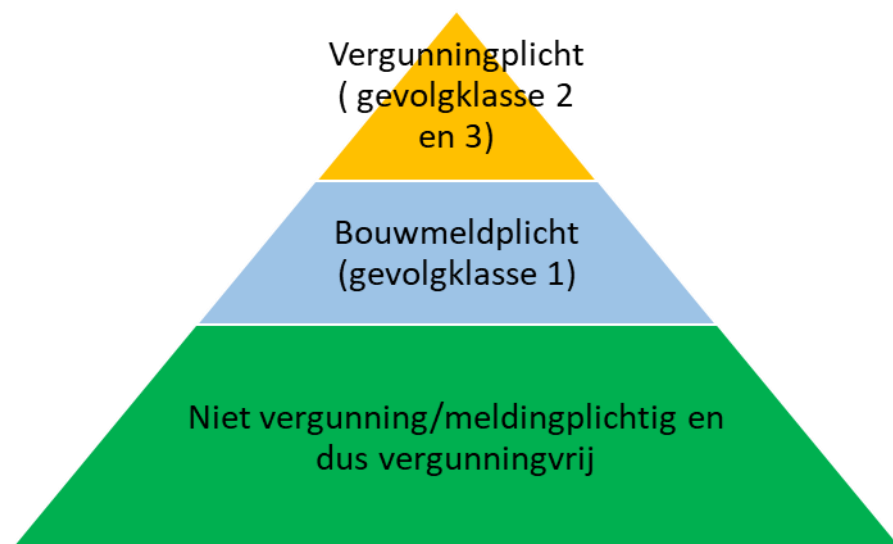 Vergunningplicht
( gevolgklasse 2
en 3)
Bouwmeldplicht
(gevolgklasse 1)
Niet vergunning/meldingplichtig en
dus vergunningvrij